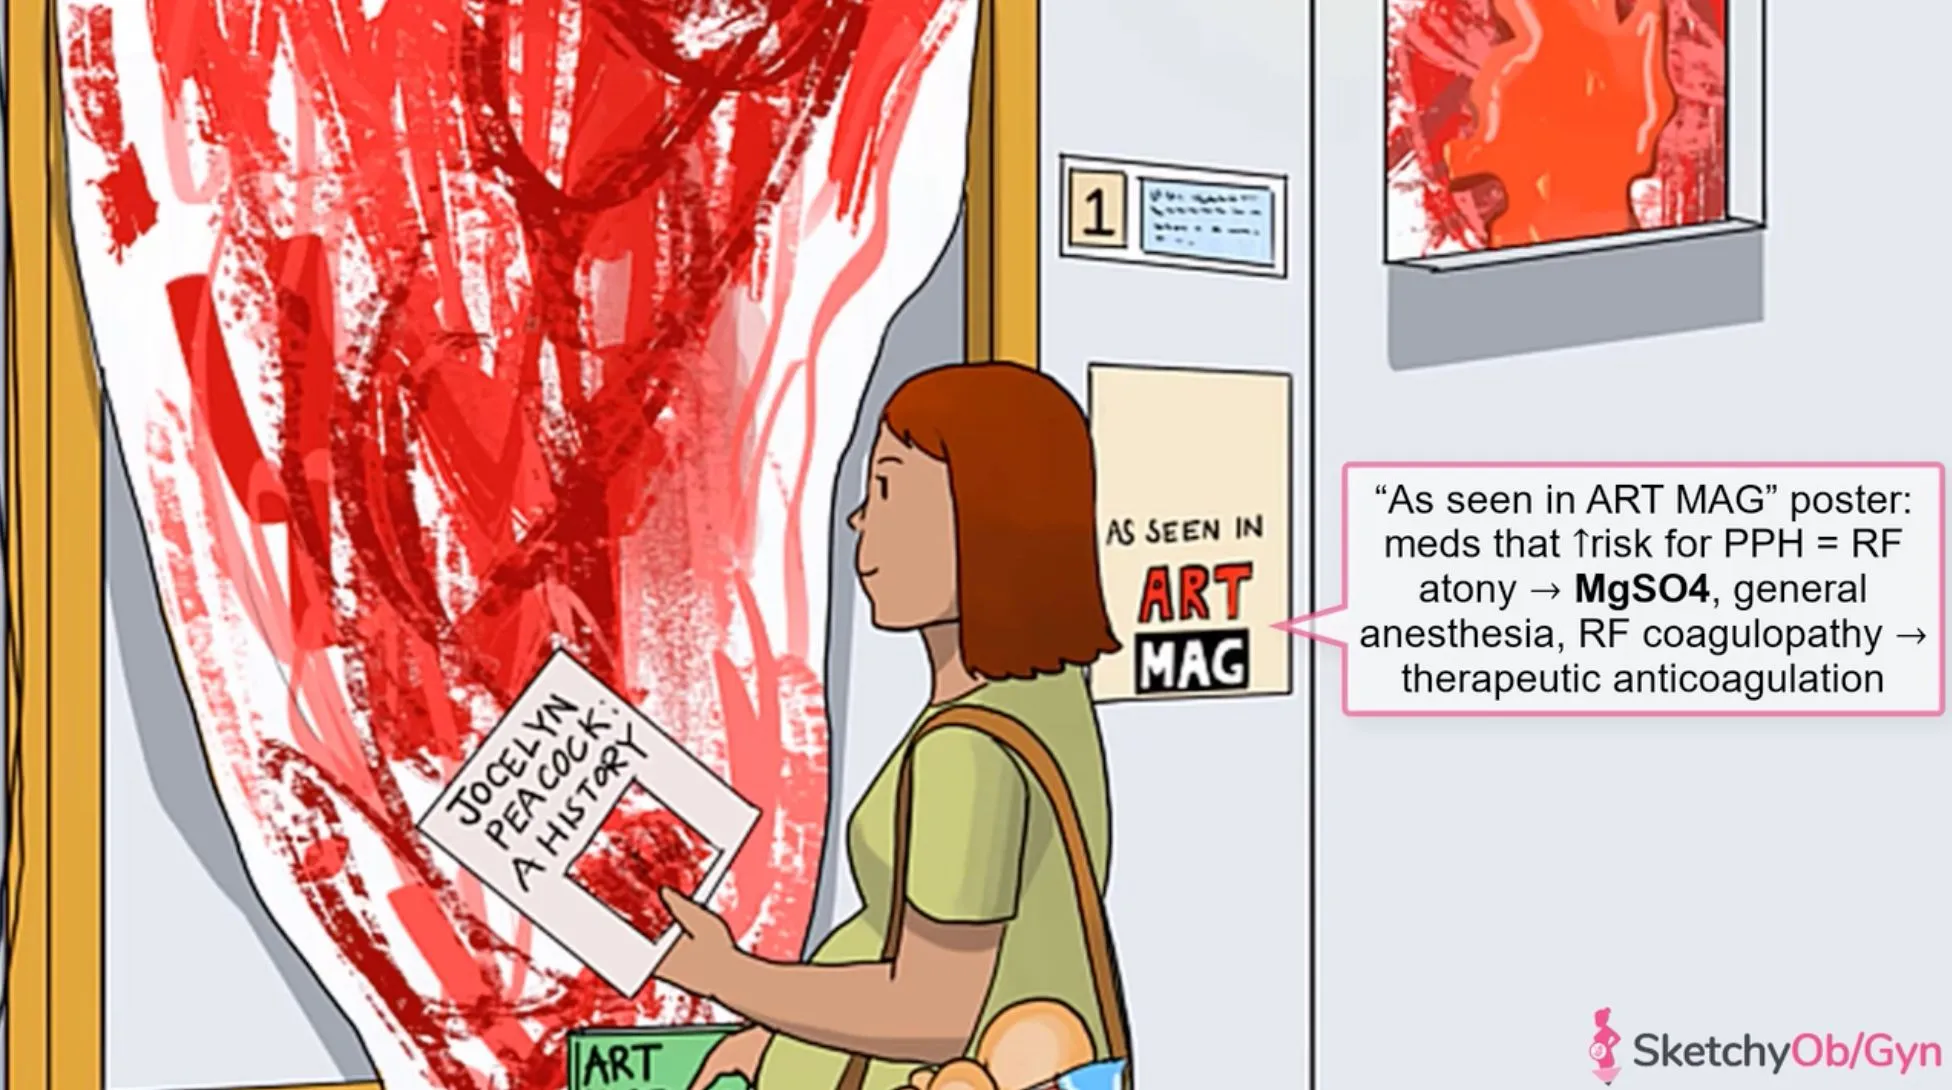 1
AS SEEN IN
ART
MAG
“As seen in ART MAG” poster:
meds that ↑risk for PPH = RF
atony → MgSO4, general
anesthesia, RF coagulopathy →
therapeutic anticoagulation
JOCELYN
PEACOCK:
A HISTORY
ART
SketchyOb/Gyn